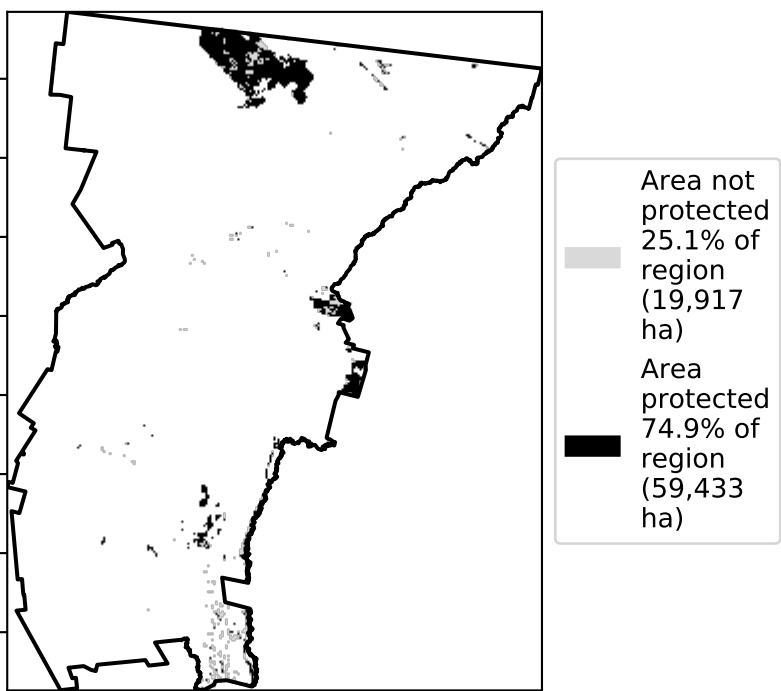 Area not
protected
25.1% of
region
(19,917
ha)
Area
protected
74.9% of
region
(59,433
ha)